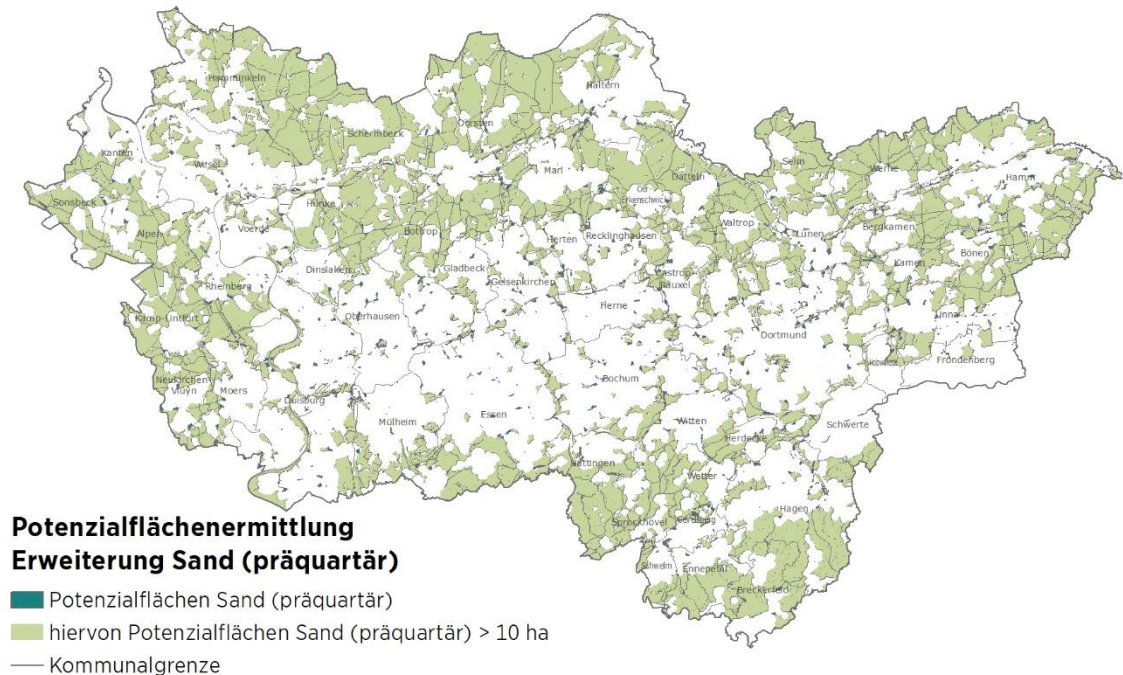 Hamminkeln
Haltern
Schermbeck
Dorsten
Xanten
Wesel
Marl
Selm
Werne
Hamm
Datteln
Oer
Erkenschwick
Sonsbeck
Hünxe
Alpen
Voerde
Bottrop
Waltrop
Lünen
Bergkamen
Herten
Recklinghausen
Bönen
Kamen
Dinslaken
Gladbeck
Gelsenkirchen
Castrop
Rauxel
Rheinberg
Kamp-Lintfort
Oberhausen
Herne
Unna
Dortmund
Fröndenberg
Neukirchen
Vluyn
Moers
Bochum
Duisburg
Mülheim
Essen
Witten
Schwerte
Herdecke
Hattingen
Wetter
Hagen
Sprockhövel
Gevelsberg
Schwelm
Ennepetal
Breckerfeld
Potenzialflächenermittlung
Erweiterung Sand (präquartär)
Potenzialflächen Sand (präquartär)
hiervon Potenzialflächen Sand (präquartär) > 10 ha
Kommunalgrenze